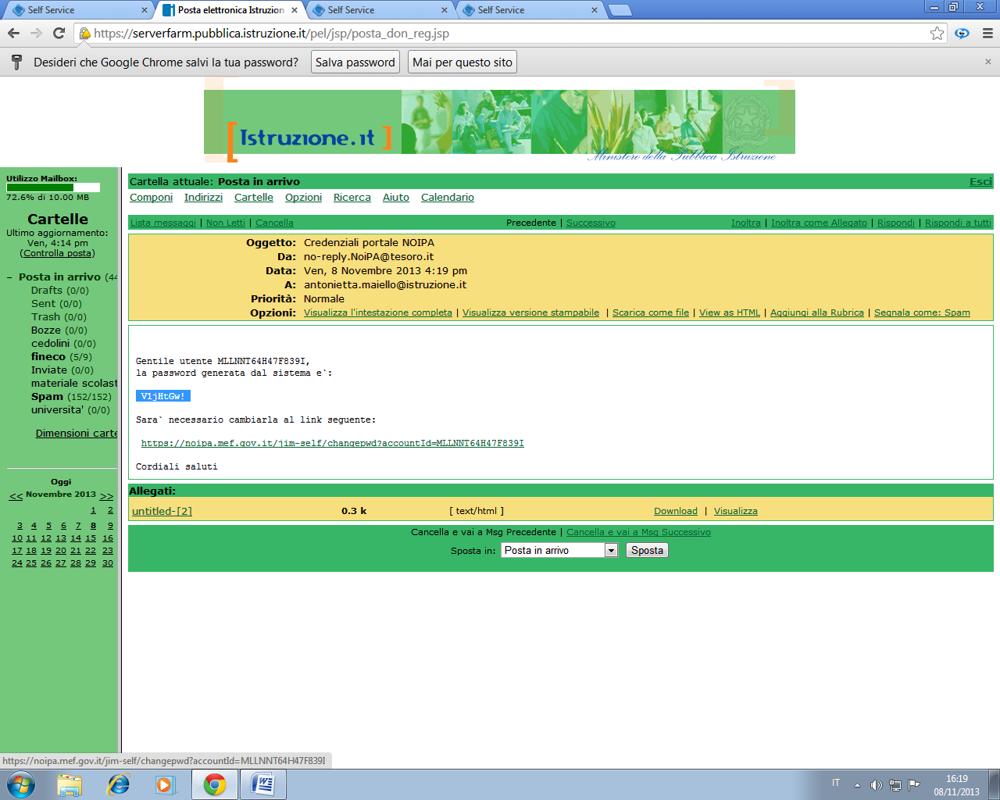 Self Service
Posta elettronica Istruzion
Self Service
Self Service
https://serverfarm.pubblica.istruzione.it/pel/jsp/posta_don_reg.jsp
Desideri che Google Chrome salvi la tua password? Salva password Mai per questo sito
[Istruzione.it]
Ministero della Pubblica Istruzione
Utilizzo Mailbox:
72.6% di 10.00 MB
Cartelle
Ultimo aggiornamento:
Ven, 4:14 pm
(Controlla posta)
– Posta in arrivo (44
Drafts (0/0)
Sent (0/0)
Trash (0/0)
Bozze (0/0)
cedolini (0/0)
fineco (5/9)
Inviate (0/0)
materiale scolast
Spam (152/152)
universita' (0/0)
Dimensioni carte
Oggi
<< Novembre 2013 >>
1 2
3 4 5 6 7 8 9
10 11 12 13 14 15 16
17 18 19 20 21 22 23
24 25 26 27 28 29 30
Cartella attuale: Posta in arrivo Esci
Componi Indirizzi Cartelle Opzioni Ricerca Aiuto Calendario
Lista messaggi | Non Letti | Cancella Precedente | Successivo Inoltra | Inoltra come Allegato | Rispondi | Rispondi a tutti
Oggetto: Credenziali portale NOIPA
Da: no-reply.NoiPA@tesoro.it
Data: Ven, 8 Novembre 2013 4:19 pm
A: antonietta.maiello@istruzione.it
Priorità: Normale
Opzioni: Visualizza l'intestazione completa | Visualizza versione stampabile | Scarica come file | View as HTML | Aggiungi alla Rubrica | Segnala come: Spam
Gentile utente MLLNNT64H47F839I,
la password generata dal sistema e`:
V1jHtGw!
Sara` necessario cambiarla al link seguente:
https://noipa.mef.gov.it/jim-self/changepwd?accountId=MLLNNT64H47F839I
Cordiali saluti
Allegati:
untitled-[2] 0.3 k [ text/html ] Download | Visualizza
Cancella e vai a Msg Precedente | Cancella e vai a Msg Successivo
Sposta in: Posta in arrivo Sposta
https://noipa.mef.gov.it/jim-self/changepwd?accountId=MLLNNT64H47F839I
IT
16:19
08/11/2013